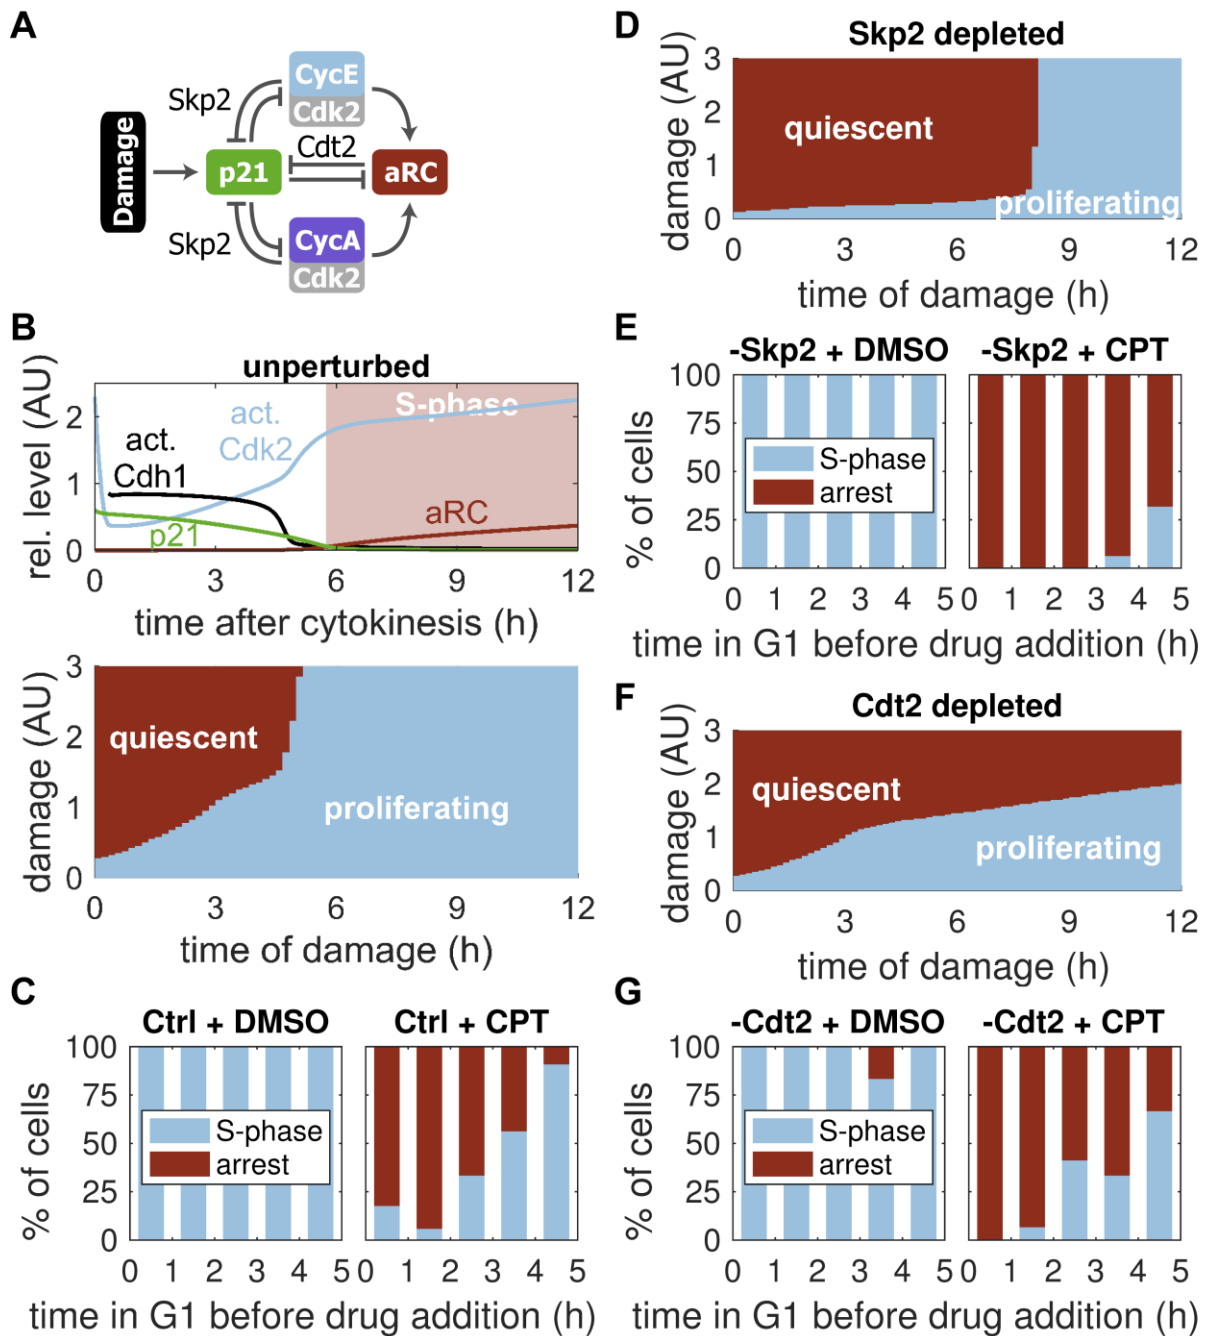 A
Damage
Skp2
CycE
Cdk2
p21
Cdt2
aRC
Skp2
CycA
Cdk2
B
unperturbed
rel. level (AU)
2
1
0
act.
Cdh1
act.
Cdk2
p21
aRC
S-phase
0 3 6 9 12
time after cytokinesis (h)
damage (AU)
3
2
1
0
quiescent
proliferating
0 3 6 9 12
time of damage (h)
C
Ctrl + DMSO
Ctrl + CPT
% of cells
100
75
50
25
0
S-phase
arrest
0 1 2 3 4 5
0 1 2 3 4 5
time in G1 before drug addition (h)
D
Skp2 depleted
damage (AU)
3
2
1
0
quiescent
proliferating
0 3 6 9 12
time of damage (h)
E
-Skp2 + DMSO
-Skp2 + CPT
% of cells
100
75
50
25
0
S-phase
arrest
0 1 2 3 4 5
0 1 2 3 4 5
time in G1 before drug addition (h)
F
Cdt2 depleted
damage (AU)
3
2
1
0
quiescent
proliferating
0 3 6 9 12
time of damage (h)
G
-Cdt2 + DMSO
-Cdt2 + CPT
% of cells
100
75
50
25
0
S-phase
arrest
0 1 2 3 4 5
0 1 2 3 4 5
time in G1 before drug addition (h)